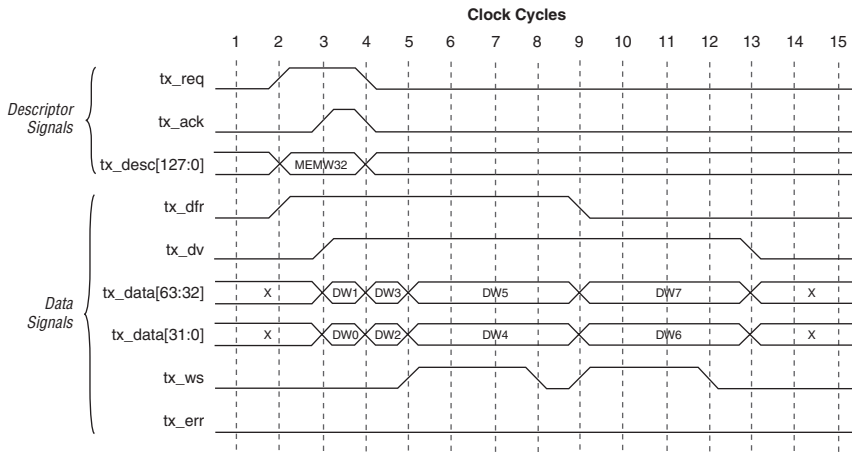 Clock Cycles
1 2 3 4 5 6 7 8 9 10 11 12 13 14 15
tx_req
Descriptor
Signals
tx_ack
tx_desc[127:0] MEMW32
tx_dfr
tx_dv
Data
Signals
tx_data[63:32] X DW1 DW3 DW5 DW7 X
tx_data[31:0] X DW0 DW2 DW4 DW6 X
tx_ws
tx_err